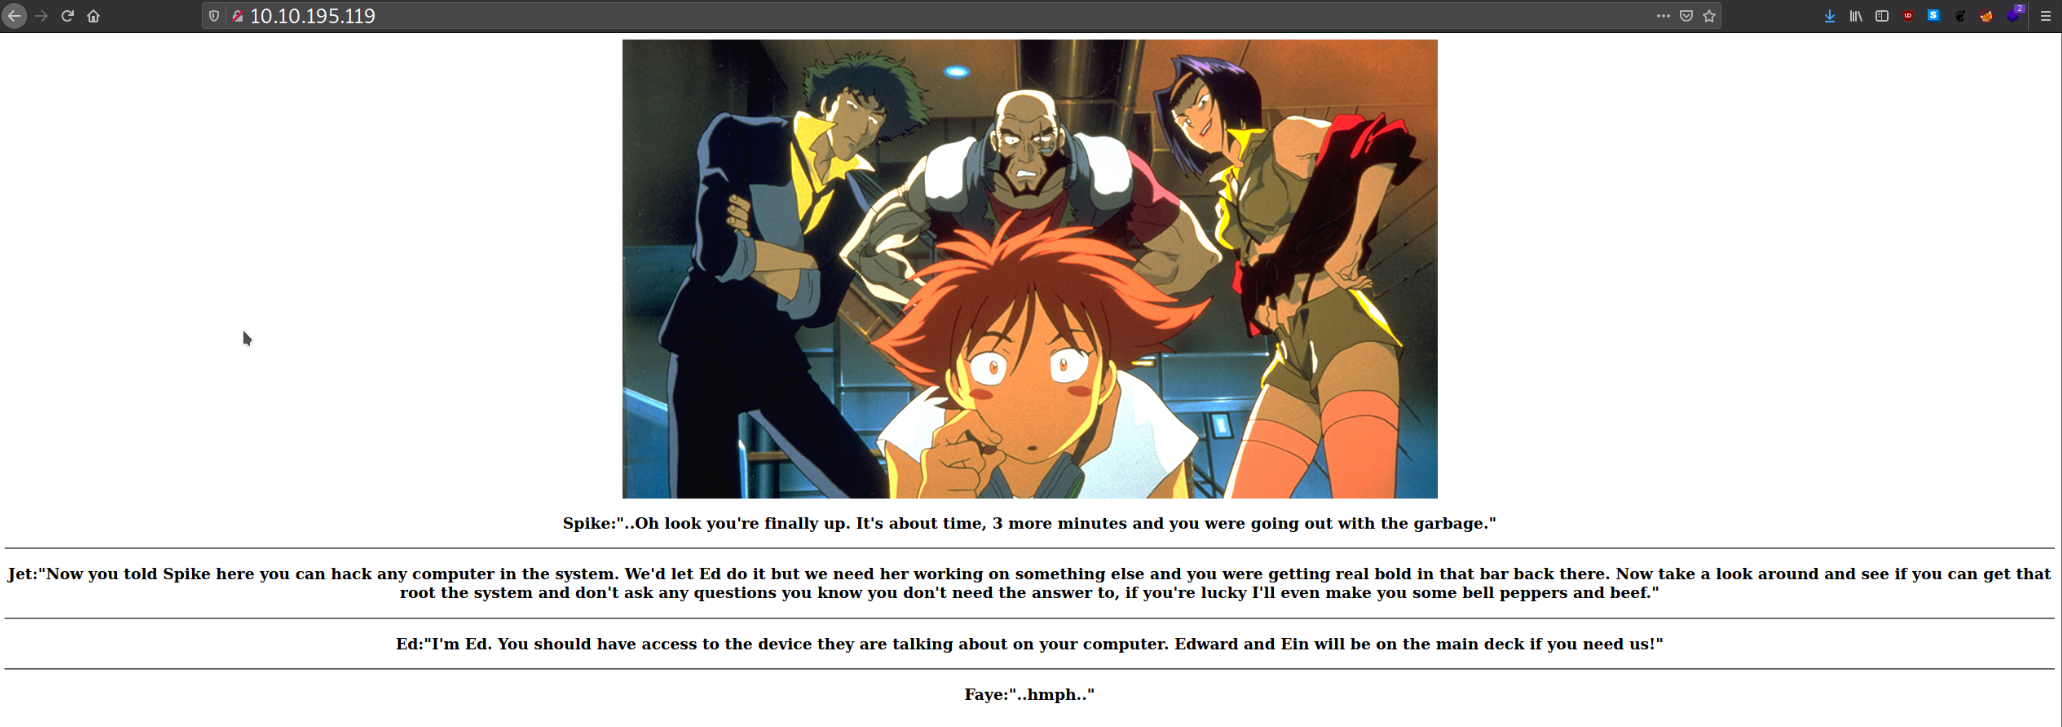 10.10.195.119
2
Spike:"..Oh look you're finally up. It's about time, 3 more minutes and you were going out with the garbage."
Jet:"Now you told Spike here you can hack any computer in the system. We'd let Ed do it but we need her working on something else and you were getting real bold in that bar back there. Now take a look around and see if you can get that
root the system and don't ask any questions you know you don't need the answer to, if you're lucky I'll even make you some bell peppers and beef."
Ed:"I'm Ed. You should have access to the device they are talking about on your computer. Edward and Ein will be on the main deck if you need us!"
Faye:"..hmph.."